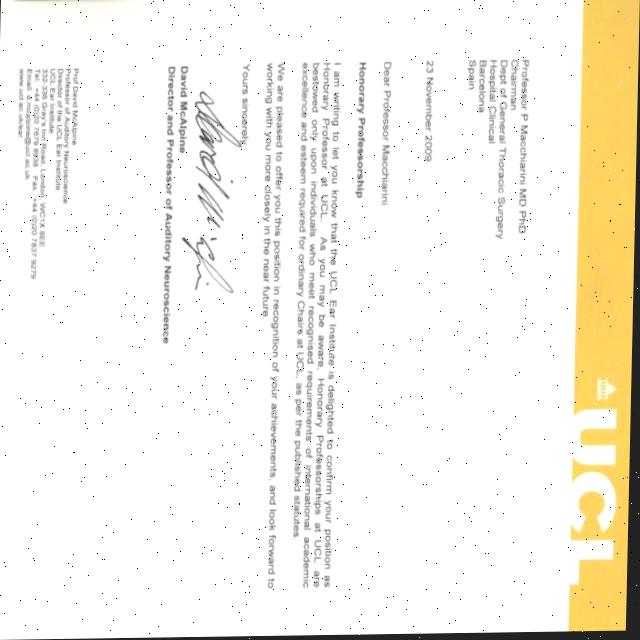 UCL
Professor P Macchiarini MD PhD
Chairman
Dept of General Thoracic Surgery
Hospital Clinical
Barcelona
Spain
23 November 2009
Dear Professor Macchiarini
Honorary Professorship
I am writing to let you know that the UCL Ear Institute is delighted to confirm your position as
Honorary Professor at UCL. As you may be aware, Honorary Professorships at UCL are
bestowed only upon individuals who meet recognised requirements of international academic
excellence and esteem required for ordinary Chairs at UCL, as per the published statutes.
We are pleased to offer you this position in recognition of your achievements, and look forward to
working with you more closely in the near future.
Yours sincerely,
David McAlpine
Director and Professor of Auditory Neuroscience
Prof David McAlpine
Professor of Auditory Neuroscience
Director of the UCL Ear Institute
UCL Ear Institute
332-336 Gray's Inn Road, London, WC1X 8EE
Tel: +44 (0)20 7679 8938 Fax: +44 (0)20 7837 9279
Email: d.mcalpine@ucl.ac.uk
www.ucl.ac.uk/ear